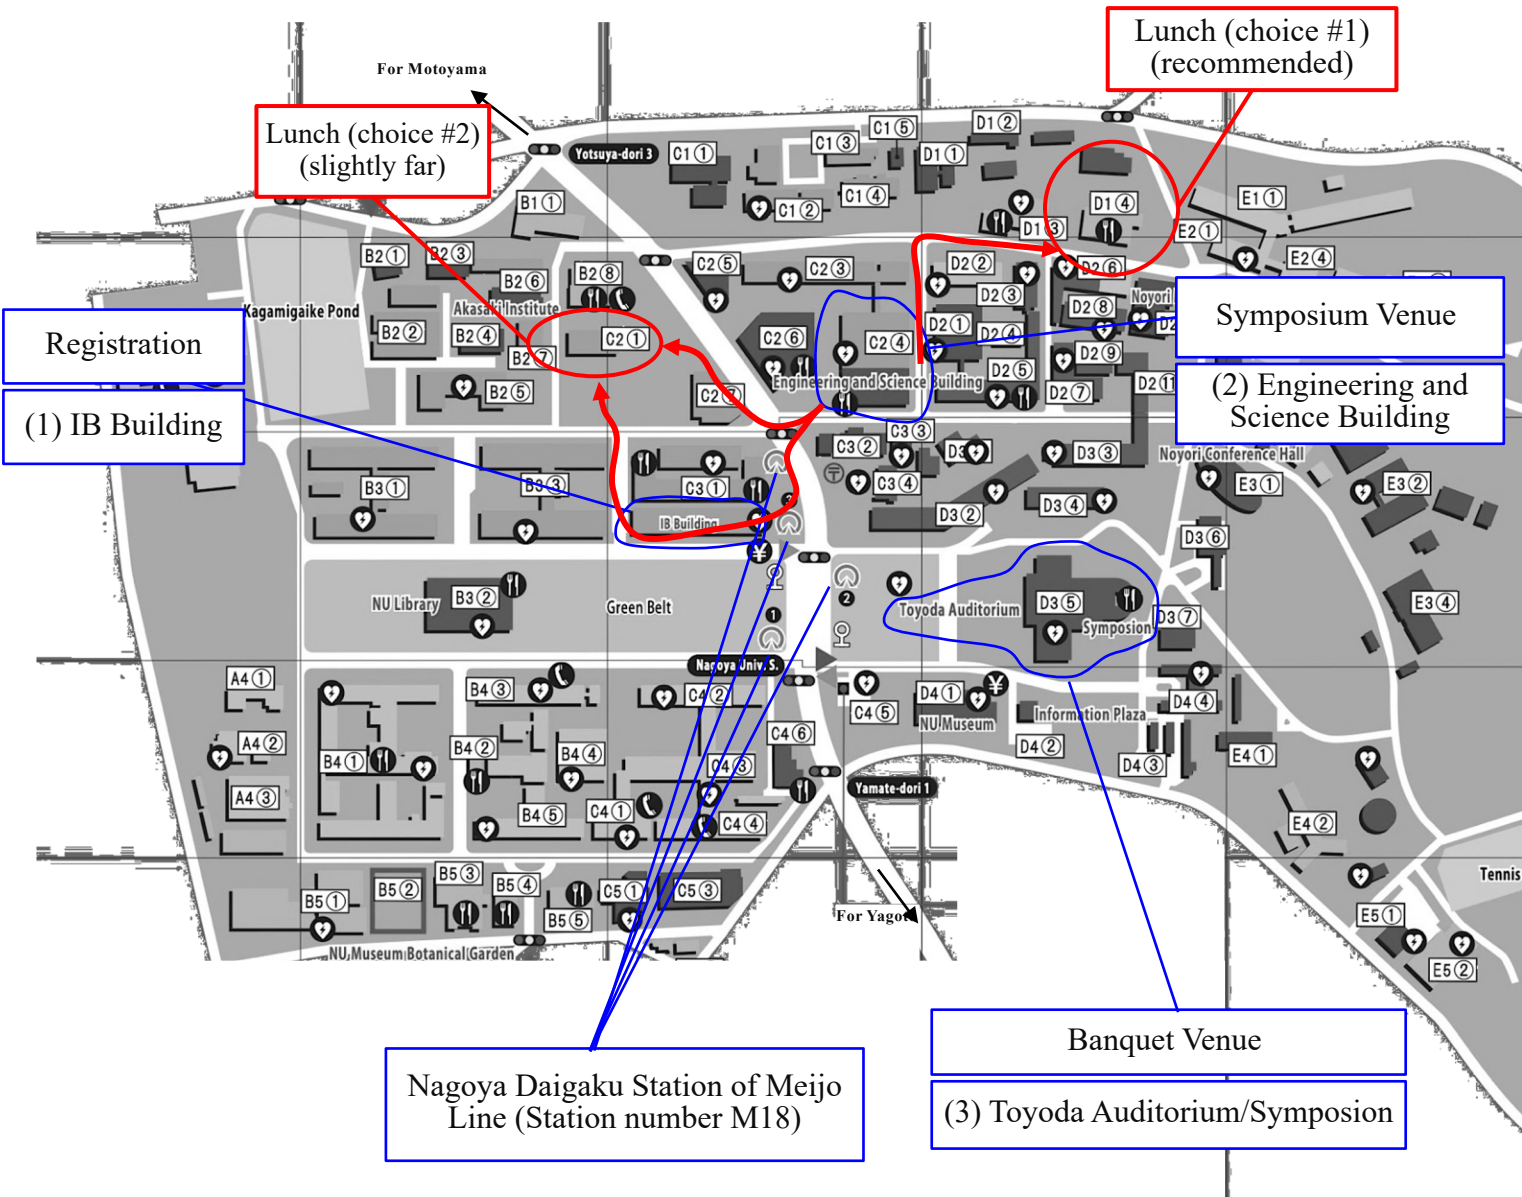 Lunch (choice #1)
(recommended)
For Motoyama
Lunch (choice #2)
(slightly far)
Yotsuya-dori 3
C1①
C1③
C1⑤
D1①
D1②
C1②
C1④
D1③
D1④
B1①
E1①
E2①
E2④
B2①
B2③
B2⑥
B2⑧
C2⑤
C2③
D2②
D2⑥
Kagamigaike Pond
Akasaki Institute
D2③
D2⑧
B2②
B2④
B2⑦
C2①
C2⑥
C2④
D2①
D2④
Registration
(1) IB Building
Symposium Venue
(2) Engineering and
Science Building
B2⑤
C2⑦
Engineering and Science Building
D2⑤
D2⑨
D2⑦
D2⑪
B3①
B3③
C3①
C3②
C3③
C3④
D3③
Noyori Conference Hall
E3①
E3②
IB Building
D3②
D3④
D3⑥
¥
NU Library
B3②
Green Belt
1
2
Toyoda Auditorium
D3⑤
Symposion
D3⑦
E3④
Nagoya Univ. S.
A4①
B4③
C4②
C4⑤
D4①
¥
NU Museum
Information Plaza
D4④
A4②
B4①
B4②
B4④
C4⑥
D4②
D4③
E4①
A4③
B4⑤
C4①
C4③
C4④
Yamate-dori 1
E4②
B5①
B5②
B5③
B5④
B5⑤
C5①
C5③
For Yagoto
Tennis
E5①
E5②
NU Museum Botanical Garden
Nagoya Daigaku Station of Meijo
Line (Station number M18)
Banquet Venue
(3) Toyoda Auditorium/Symposion